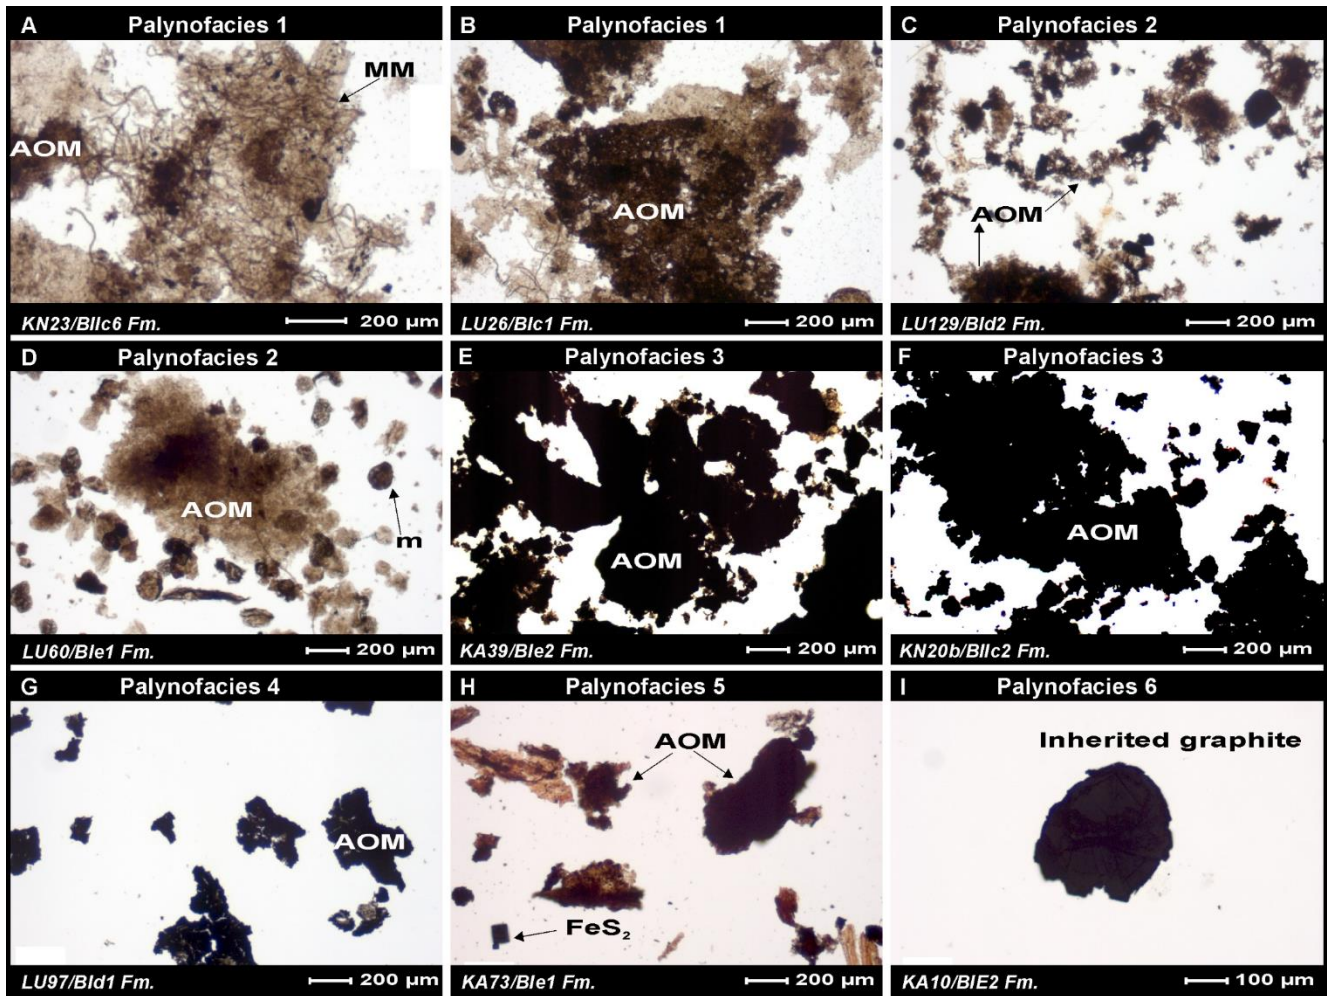 A Palynofacies 1
MM
AOM
KN23/BIIc6 Fm. 200 µm
B Palynofacies 1
AOM
LU26/BIc1 Fm. 200 µm
C Palynofacies 2
AOM
LU129/BId2 Fm. 200 µm
D Palynofacies 2
AOM
m
LU60/BIe1 Fm. 200 µm
E Palynofacies 3
AOM
KA39/BIe2 Fm. 200 µm
F Palynofacies 3
AOM
KN20b/BIIc2 Fm. 200 µm
G Palynofacies 4
AOM
LU97/BId1 Fm. 200 µm
H Palynofacies 5
AOM
FeS₂
KA73/BIe1 Fm. 200 µm
I Palynofacies 6
Inherited graphite
KA10/BIE2 Fm. 100 µm